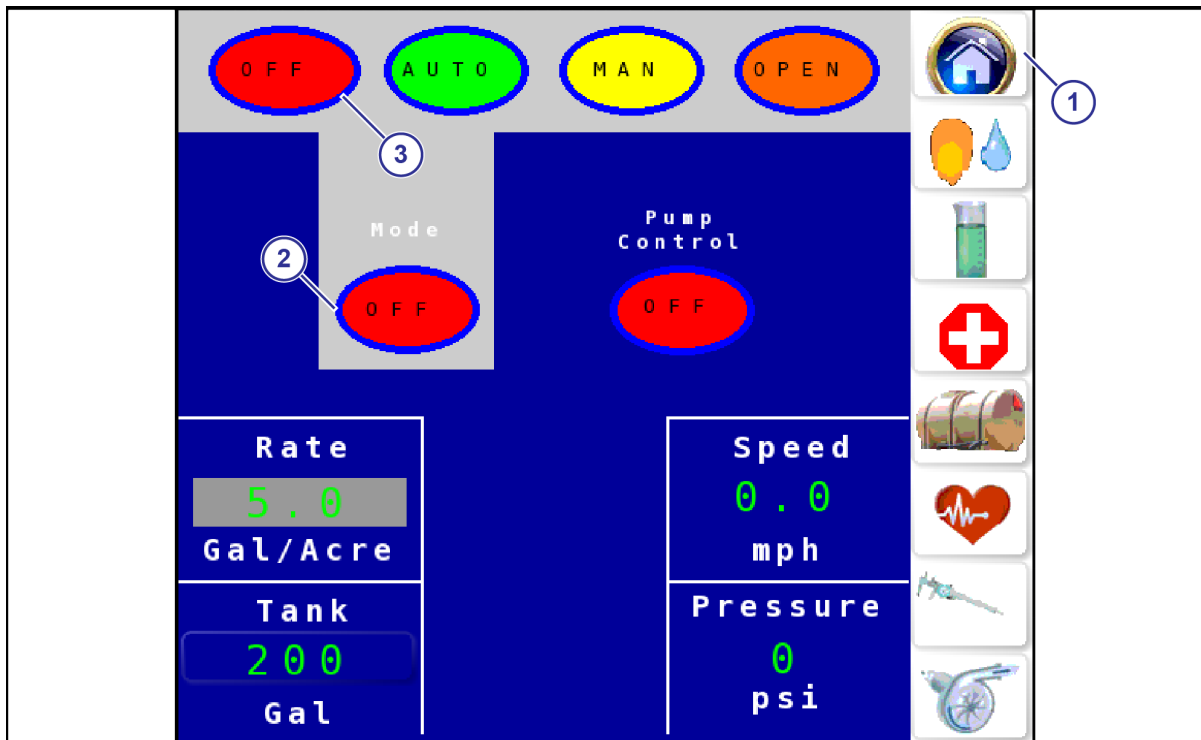 OFF AUTO MAN OPEN
1
3
Mode
Pump
Control
2
OFF
OFF
Rate
5.0
Gal/Acre
Speed
0.0
mph
Tank
200
Gal
Pressure
0
psi